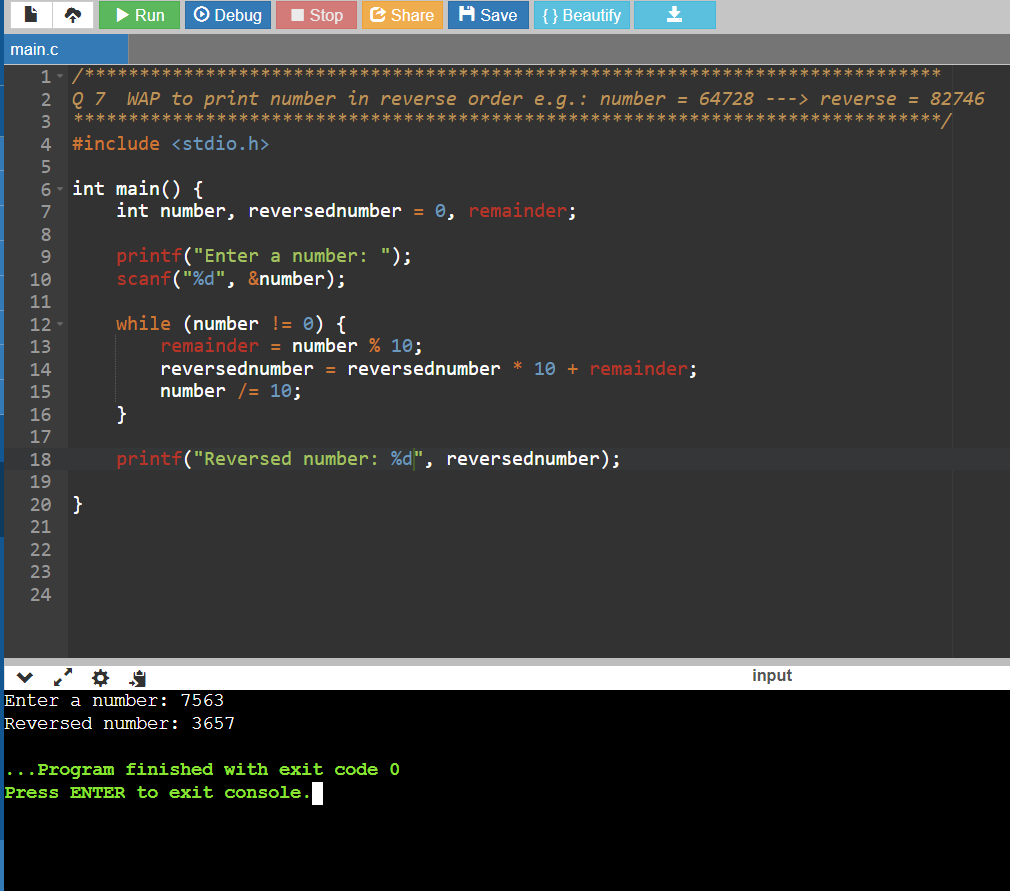 Run Debug Stop Share Save { } Beautify
main.c
1 /******************************************************************************
2 Q 7  WAP to print number in reverse order e.g.: number = 64728 ---> reverse = 82746
3 *******************************************************************************/
4 #include <stdio.h>
5
6 int main() {
7     int number, reversednumber = 0, remainder;
8
9     printf("Enter a number: ");
10     scanf("%d", &number);
11
12     while (number != 0) {
13         remainder = number % 10;
14         reversednumber = reversednumber * 10 + remainder;
15         number /= 10;
16     }
17
18     printf("Reversed number: %d", reversednumber);
19
20 }
21
22
23
24
input
Enter a number: 7563
Reversed number: 3657
...Program finished with exit code 0
Press ENTER to exit console.